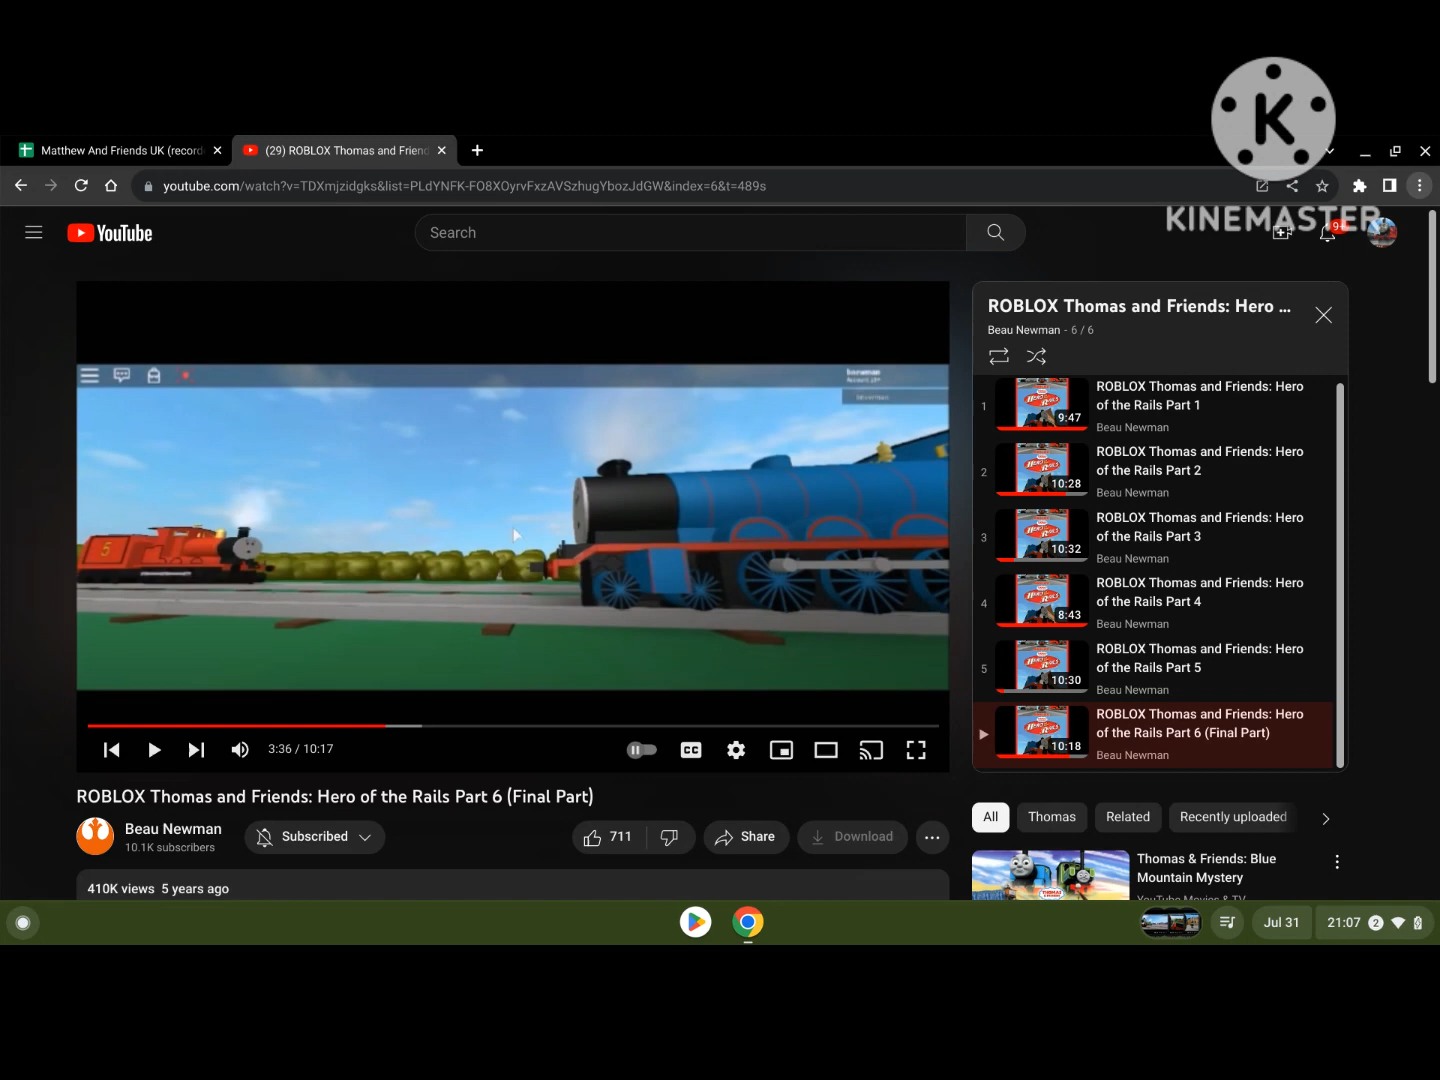 KINEMASTER
Matthew And Friends UK (record
(29) ROBLOX Thomas and Friend
youtube.com/watch?v=TDXmjzidgks&list=PLdYNFK-FO8XOyrvFxzAVSzhugYbozJdGW&index=6&t=489s
YouTube
Search
9+
ROBLOX Thomas and Friends: Hero ...
Beau Newman - 6 / 6
1
ROBLOX Thomas and Friends: Hero
of the Rails Part 1
Beau Newman
9:47
2
ROBLOX Thomas and Friends: Hero
of the Rails Part 2
Beau Newman
10:28
3
ROBLOX Thomas and Friends: Hero
of the Rails Part 3
Beau Newman
10:32
4
ROBLOX Thomas and Friends: Hero
of the Rails Part 4
Beau Newman
8:43
5
ROBLOX Thomas and Friends: Hero
of the Rails Part 5
Beau Newman
10:30
ROBLOX Thomas and Friends: Hero
of the Rails Part 6 (Final Part)
Beau Newman
10:18
5
3:36 / 10:17
CC
ROBLOX Thomas and Friends: Hero of the Rails Part 6 (Final Part)
Beau Newman
10.1K subscribers
Subscribed
711
Share
Download
410K views 5 years ago
All
Thomas
Related
Recently uploaded
Thomas & Friends: Blue
Mountain Mystery
YouTube Movies & TV
Jul 31
21:07
2